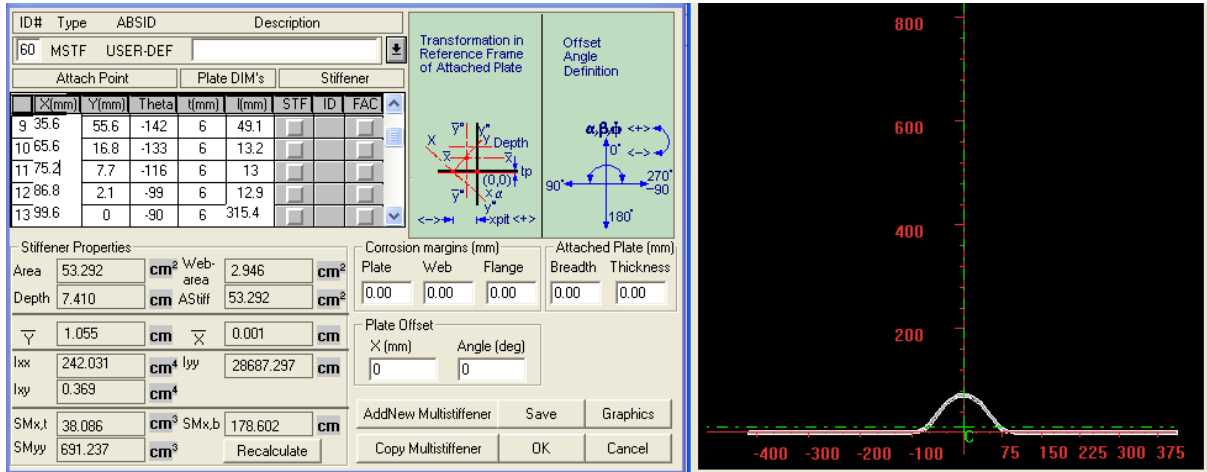 ID# Type ABSID Description
60 MSTF USER-DEF
Attach Point Plate DIM's Stiffener
X(mm) Y(mm) Theta t(mm) l(mm) STF ID FAC
9 35.6 55.6 -142 6 49.1
10 65.6 16.8 -133 6 13.2
11 75.2 7.7 -116 6 13
12 86.8 2.1 -99 6 12.9
13 99.6 0 -90 6 315.4
Transformation in
Reference Frame
of Attached Plate
y" y"
X y Depth
x x
tp
(0,0)
y" X α
y"
<-> xpit <+>
Offset
Angle
Definition
α,β,ϕ <+>
0° <->
90° 270°
-90
180°
Stiffener Properties
Area 53.292 cm² Web-area 2.946 cm²
Depth 7.410 cm AStiff 53.292 cm²
Y 1.055 cm X 0.001 cm
Ixx 242.031 cm⁴ Iyy 28687.297 cm
Ixy 0.369 cm⁴
SMx,t 38.086 cm³ SMx,b 178.602 cm
SMyy 691.237 cm³ Recalculate
Corrosion margins (mm)
Plate Web Flange
0.00 0.00 0.00
Attached Plate (mm)
Breadth Thickness
0.00 0.00
Plate Offset
X (mm) Angle (deg)
0 0
AddNew Multistiffener Save Graphics
Copy Multistiffener OK Cancel
800
600
400
200
C
-400 -300 -200 -100 75 150 225 300 375